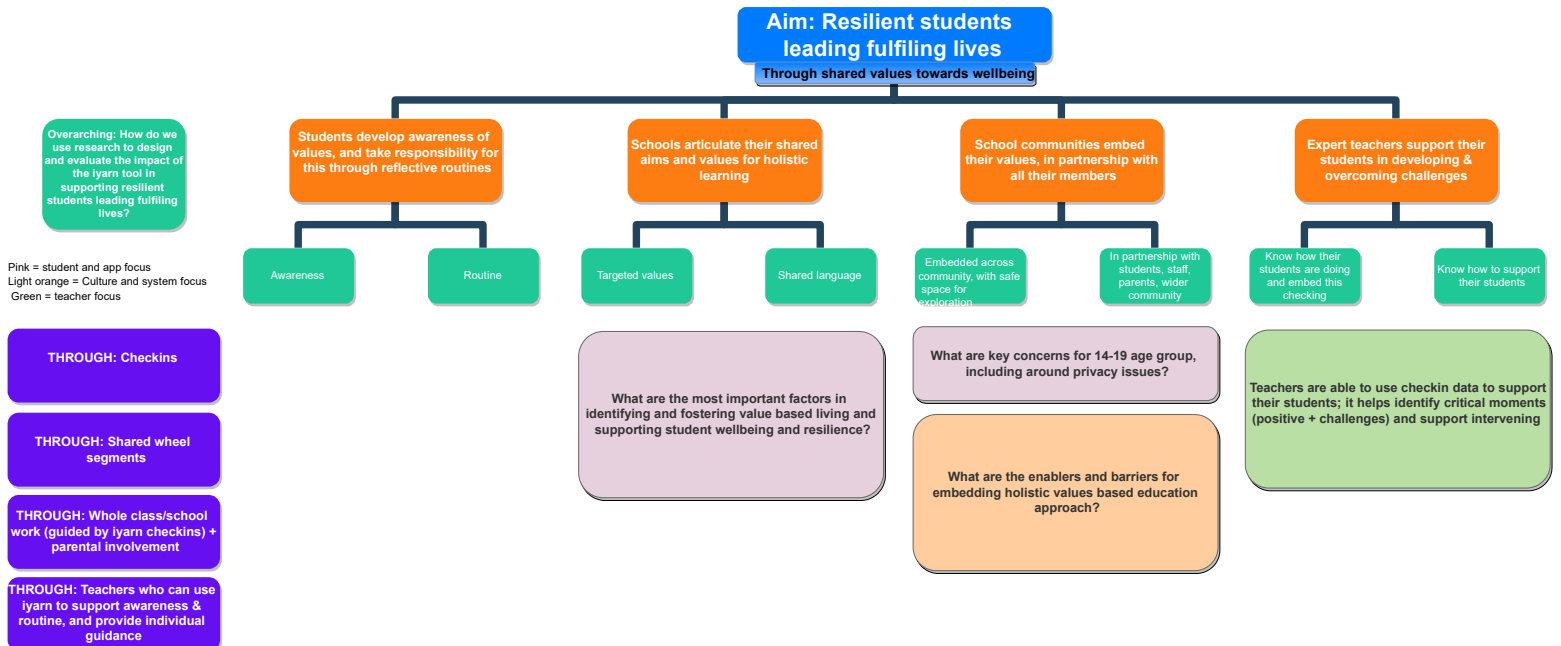 Aim: Resilient students
leading fulfiling lives
Through shared values towards wellbeing
Overarching: How do we
use research to design
and evaluate the impact of
the iyarn tool in
supporting resilient
students leading fulfiling
lives?
Students develop awareness of
values, and take responsibility for
this through reflective routines
Schools articulate their shared
aims and values for holistic
learning
School communities embed
their values, in partnership with
all their members
Expert teachers support their
students in developing &
overcoming challenges
Awareness
Routine
Targeted values
Shared language
Embedded across
community, with safe
space for
exploration
In partnership with
students, staff,
parents, wider
community
Know how their
students are doing
and embed this
checking
Know how to support
their students
Pink = student and app focus
Light orange = Culture and system focus
Green = teacher focus
THROUGH: Checkins
THROUGH: Shared wheel
segments
THROUGH: Whole class/school
work (guided by iyarn checkins) +
parental involvement
THROUGH: Teachers who can use
iyarn to support awareness &
routine, and provide individual
guidance
What are the most important factors in
identifying and fostering value based living and
supporting student wellbeing and resilience?
What are key concerns for 14-19 age group,
including around privacy issues?
What are the enablers and barriers for
embedding holistic values based education
approach?
Teachers are able to use checkin data to support
their students; it helps identify critical moments
(positive + challenges) and support intervening